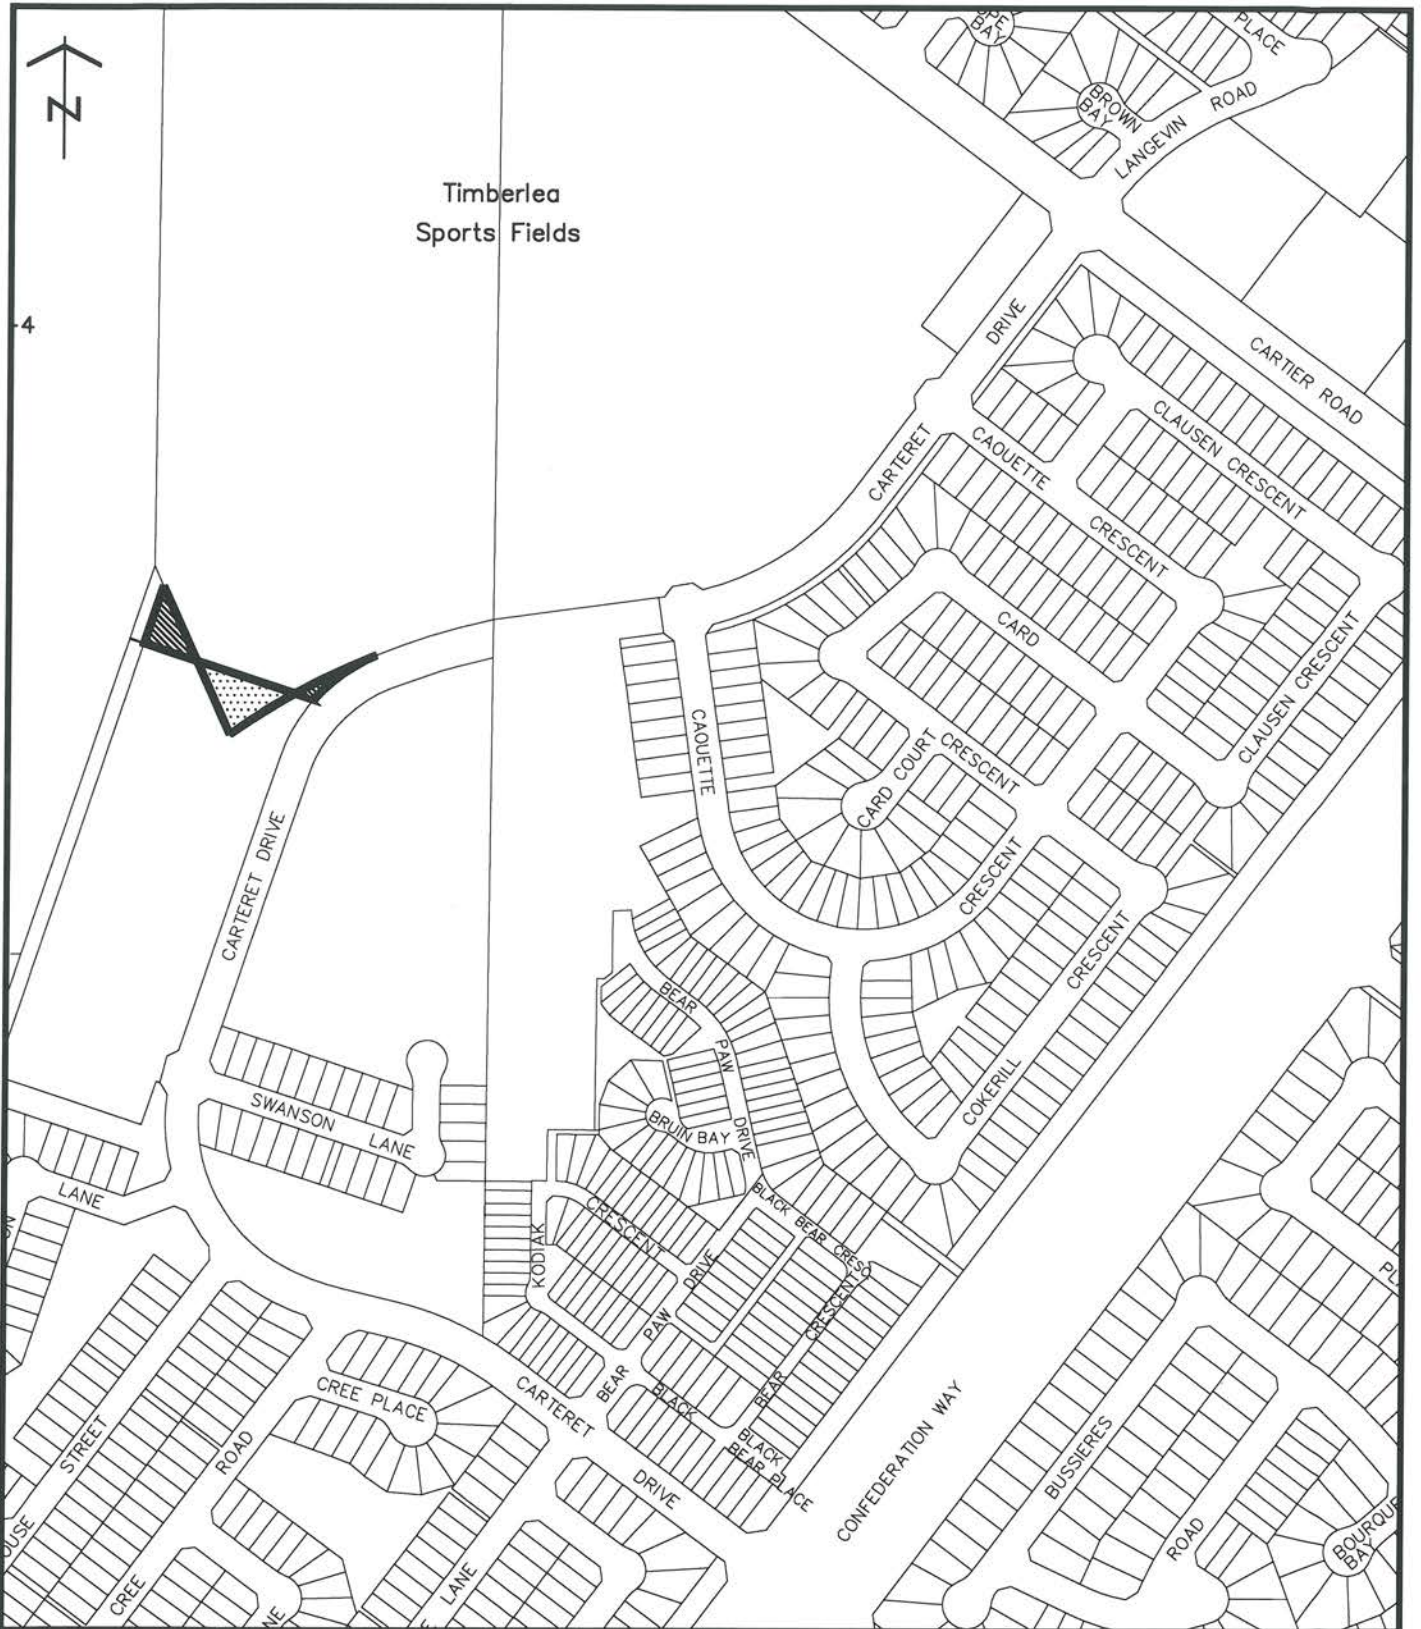 PLACE
BAY
BROWN
BAY
LANGEVIN ROAD
N
Timberlea
Sports Fields
4
DRIVE
CARTIER ROAD
CLAUSEN CRESCENT
CARTERET
CAOUETTE
CRESCENT
CARD
CLAUSEN CRESCENT
CAOUETTE
CRESCENT
CARD COURT
CARTERET DRIVE
CRESCENT
CRESCENT
BEAR
PAW
DRIVE
COKERILL
SWANSON LANE
BRUIN BAY
LANE
BLACK BEAR CRESC
CRESCENT
KODIAK
DRIVE
PAW
CRESCENT
BEAR
BEAR
BLACK
CREE PLACE
CARTERET
DRIVE
BLACK
BEAR PLACE
CONFEDERATION WAY
STREET
ROAD
BUSSIERES
ROAD
BOURQUE
BAY
CREE
LANE